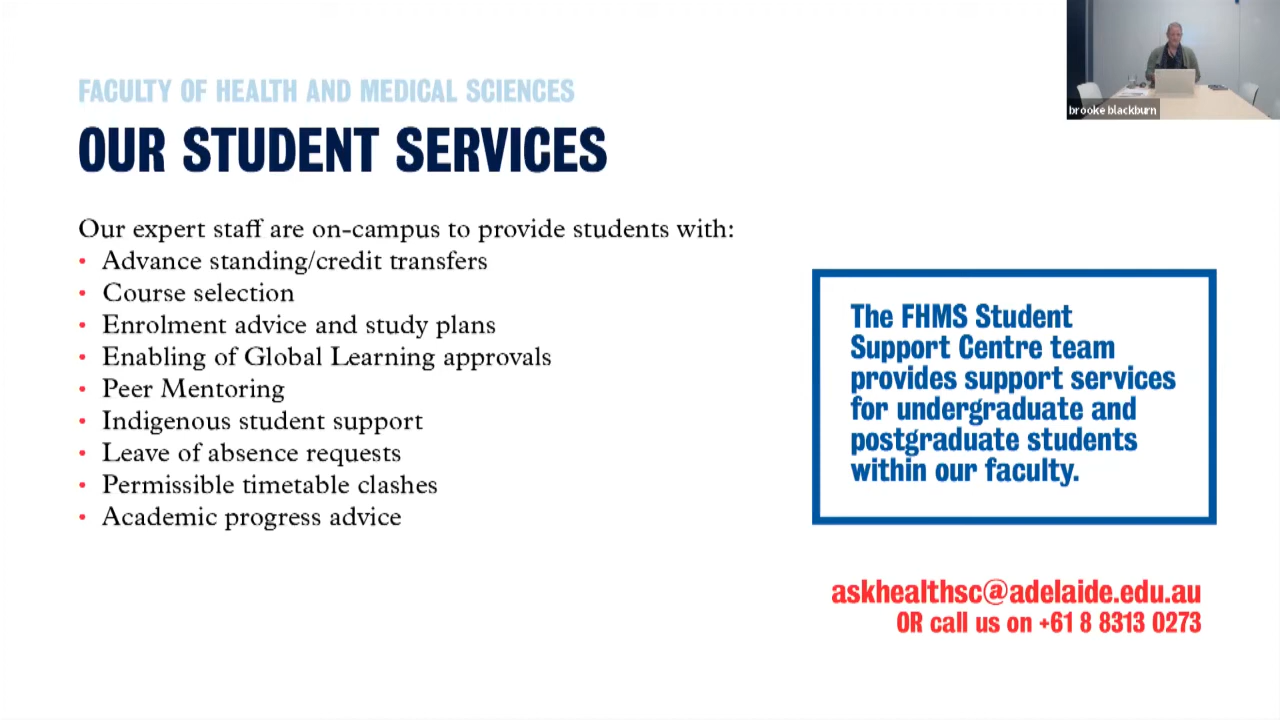 FACULTY OF HEALTH AND MEDICAL SCIENCES
OUR STUDENT SERVICES
Our expert staff are on-campus to provide students with:
• Advance standing/credit transfers
• Course selection
• Enrolment advice and study plans
• Enabling of Global Learning approvals
• Peer Mentoring
• Indigenous student support
• Leave of absence requests
• Permissible timetable clashes
• Academic progress advice
brooke blackburn
The FHMS Student
Support Centre team
provides support services
for undergraduate and
postgraduate students
within our faculty.
askhealthsc@adelaide.edu.au
OR call us on +61 8 8313 0273